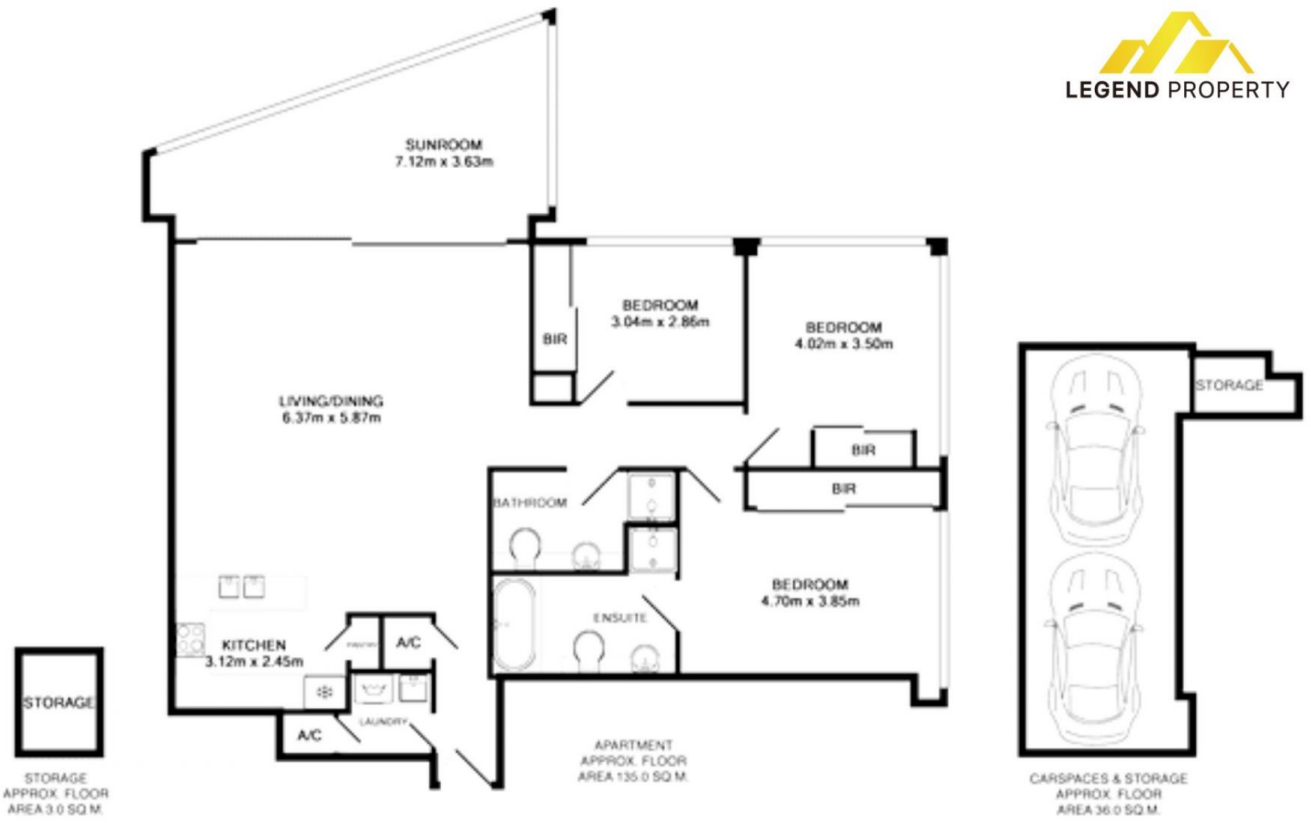 LEGEND PROPERTY
SUNROOM
7.12m x 3.63m
BEDROOM
3.04m x 2.86m
BIR
BEDROOM
4.02m x 3.50m
BIR
BIR
LIVING/DINING
6.37m x 5.87m
BATHROOM
BEDROOM
4.70m x 3.85m
ENSUITE
KITCHEN
3.12m x 2.45m
PANTRY
A/C
LAUNDRY
A/C
STORAGE
STORAGE
APPROX. FLOOR
AREA 3.0 SQ.M.
APARTMENT
APPROX. FLOOR
AREA 135.0 SQ.M.
STORAGE
CARSPACES & STORAGE
APPROX. FLOOR
AREA 36.0 SQ.M.